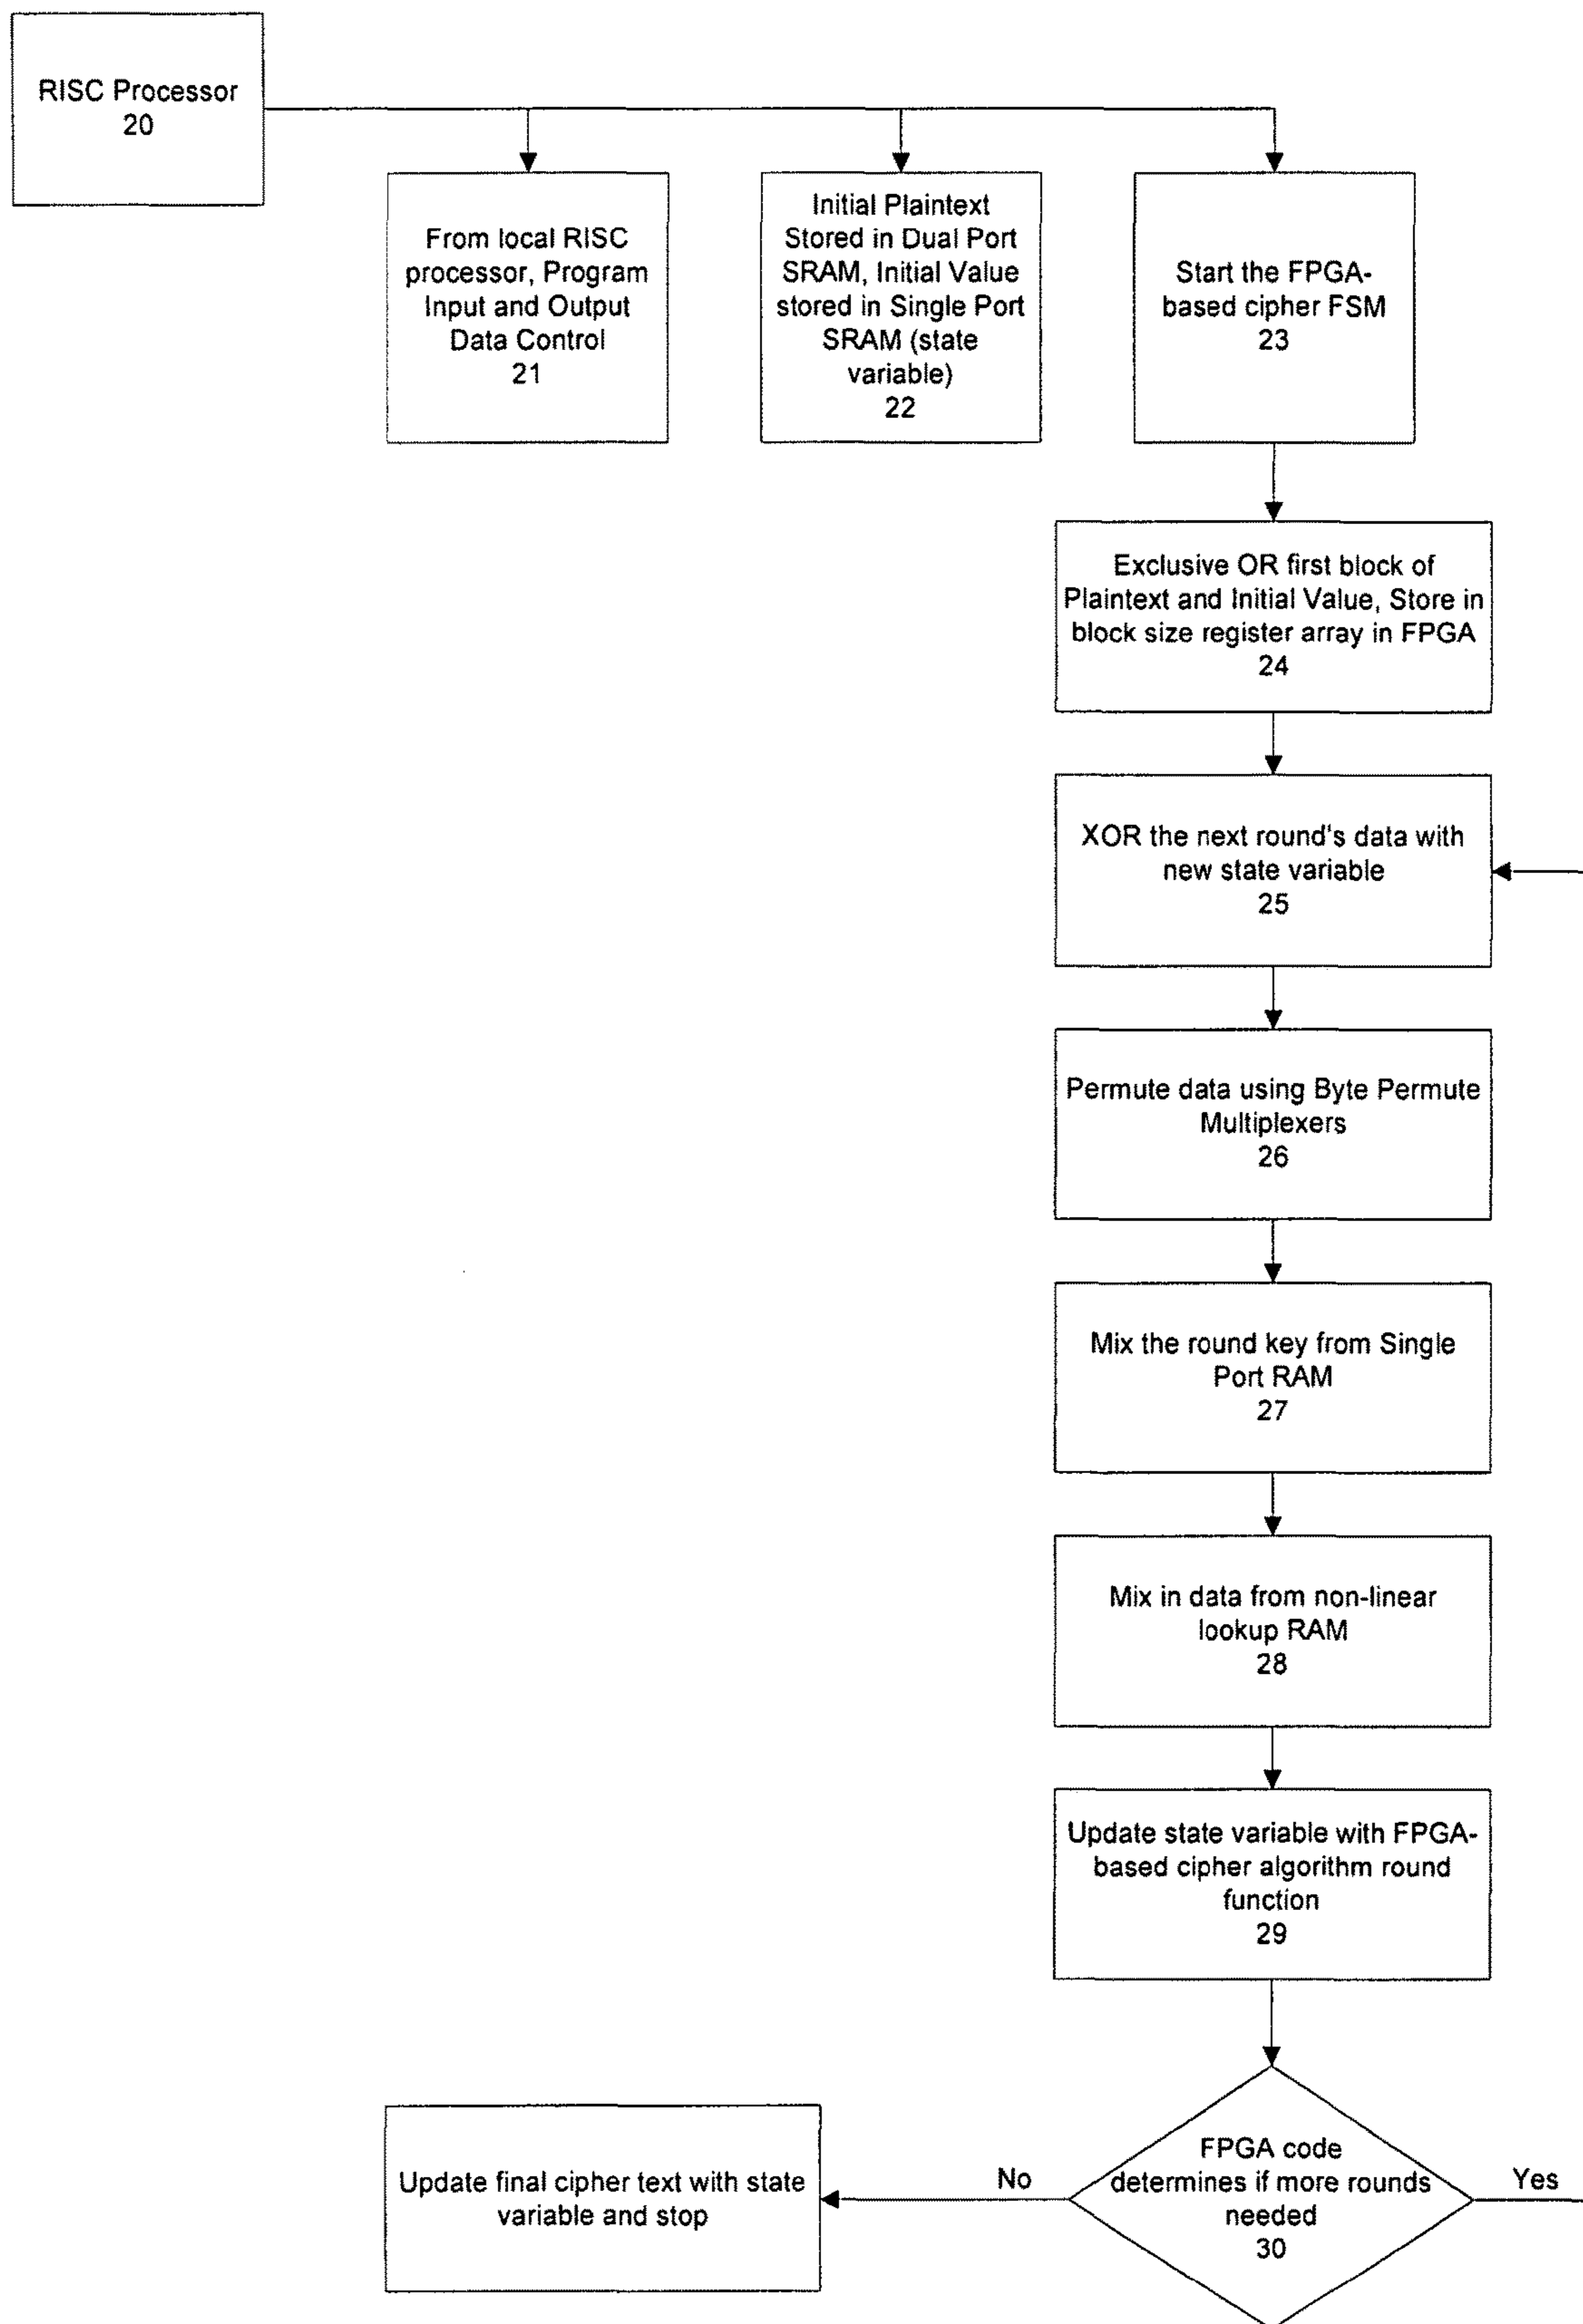 RISC Processor
20
From local RISC
processor, Program
Input and Output
Data Control
21
Initial Plaintext
Stored in Dual Port
SRAM, Initial Value
stored in Single Port
SRAM (state
variable)
22
Start the FPGA-
based cipher FSM
23
Exclusive OR first block of
Plaintext and Initial Value, Store in
block size register array in FPGA
24
XOR the next round's data with
new state variable
25
Permute data using Byte Permute
Multiplexers
26
Mix the round key from Single
Port RAM
27
Mix in data from non-linear
lookup RAM
28
Update state variable with FPGA-
based cipher algorithm round
function
29
FPGA code
determines if more rounds
needed
30
No
Yes
Update final cipher text with state
variable and stop